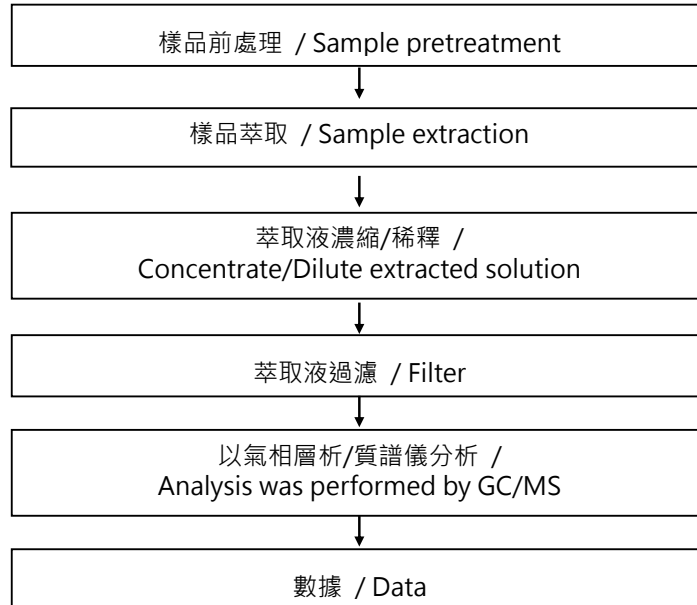 樣品前處理 / Sample pretreatment
樣品萃取 / Sample extraction
萃取液濃縮/稀釋 /
Concentrate/Dilute extracted solution
萃取液過濾 / Filter
以氣相層析/質譜儀分析 /
Analysis was performed by GC/MS
數據 / Data